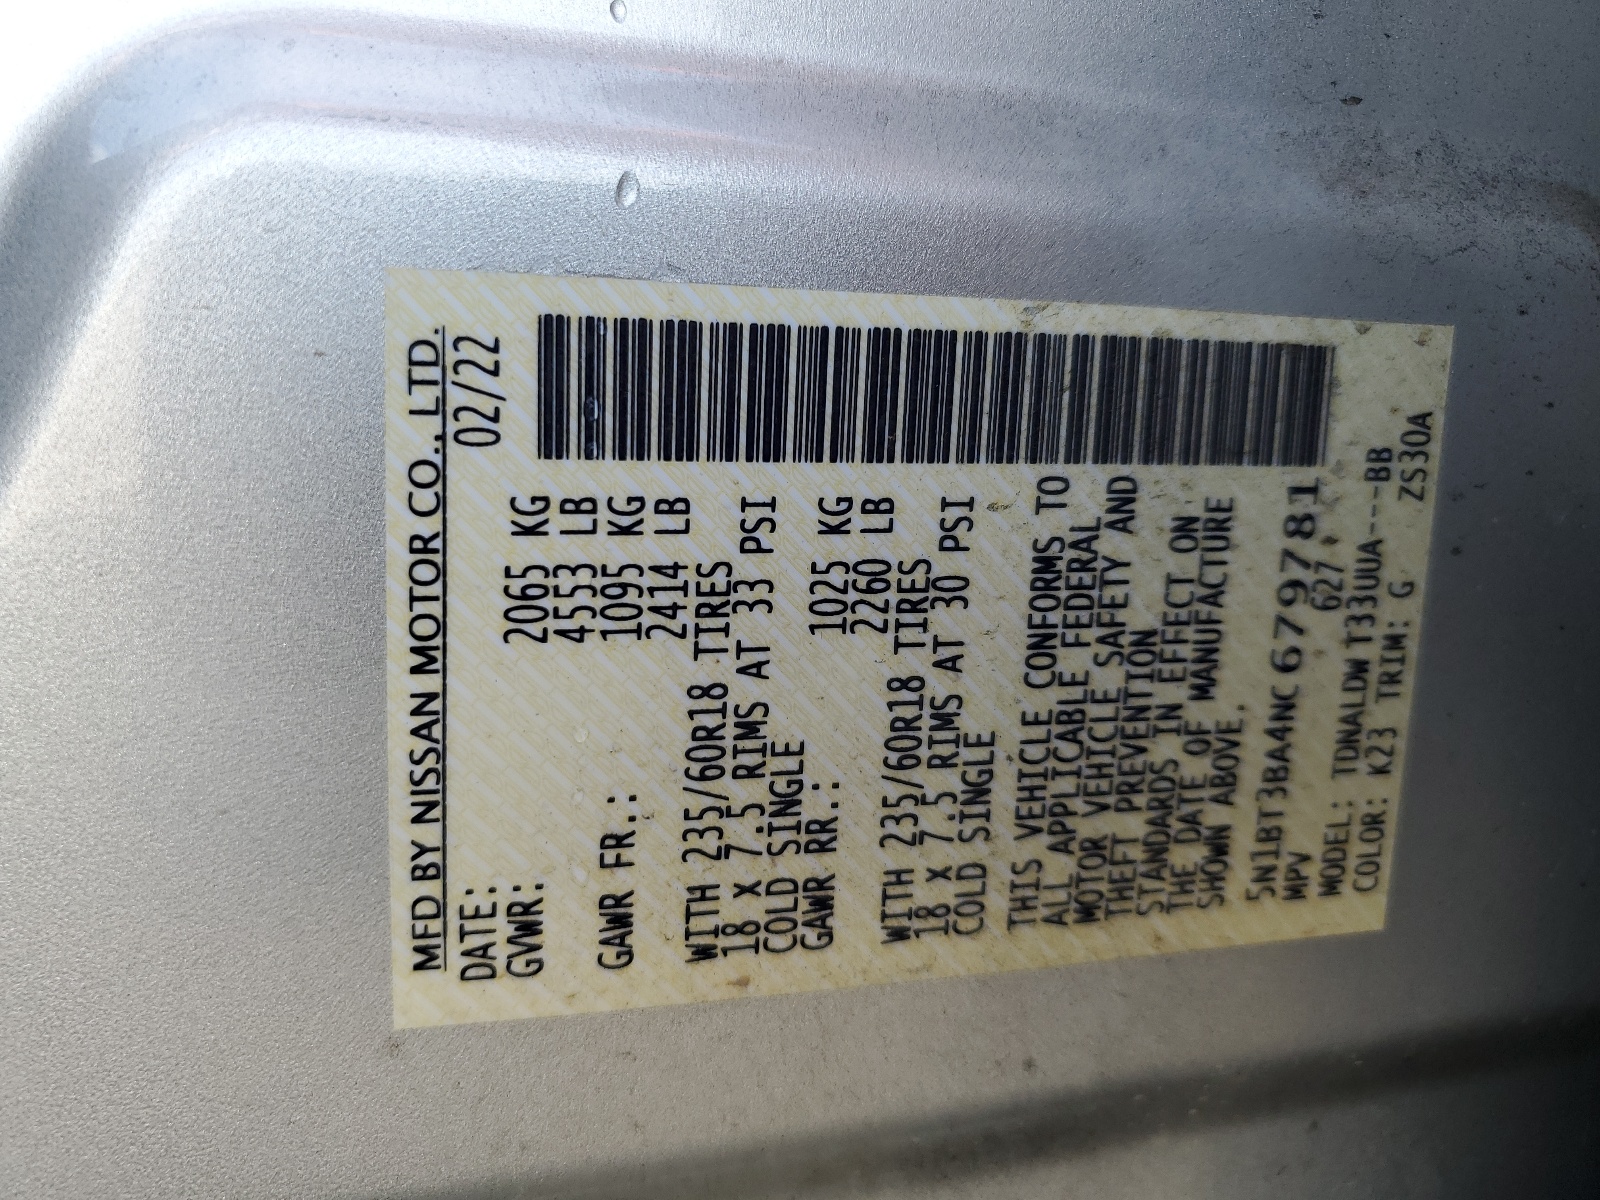 MFD BY NISSAN MOTOR CO., LTD.
DATE: 02/22
GVWR: 2065 KG
4553 LB
GAWR FR.: 1095 KG
2414 LB
WITH 235/60R18 TIRES
18 X 7.5 RIMS AT 33 PSI
COLD SINGLE
GAWR RR.: 1025 KG
2260 LB
WITH 235/60R18 TIRES
18 X 7.5 RIMS AT 30 PSI
COLD SINGLE
THIS VEHICLE CONFORMS TO
ALL APPLICABLE FEDERAL
MOTOR VEHICLE SAFETY AND
THEFT PREVENTION
STANDARDS IN EFFECT ON
THE DATE OF MANUFACTURE
SHOWN ABOVE.
5N1BT3BA4NC679781
MPV 627
MODEL: TDNALDW T33UUA---BB
COLOR: K23 TRIM: G ZS30A